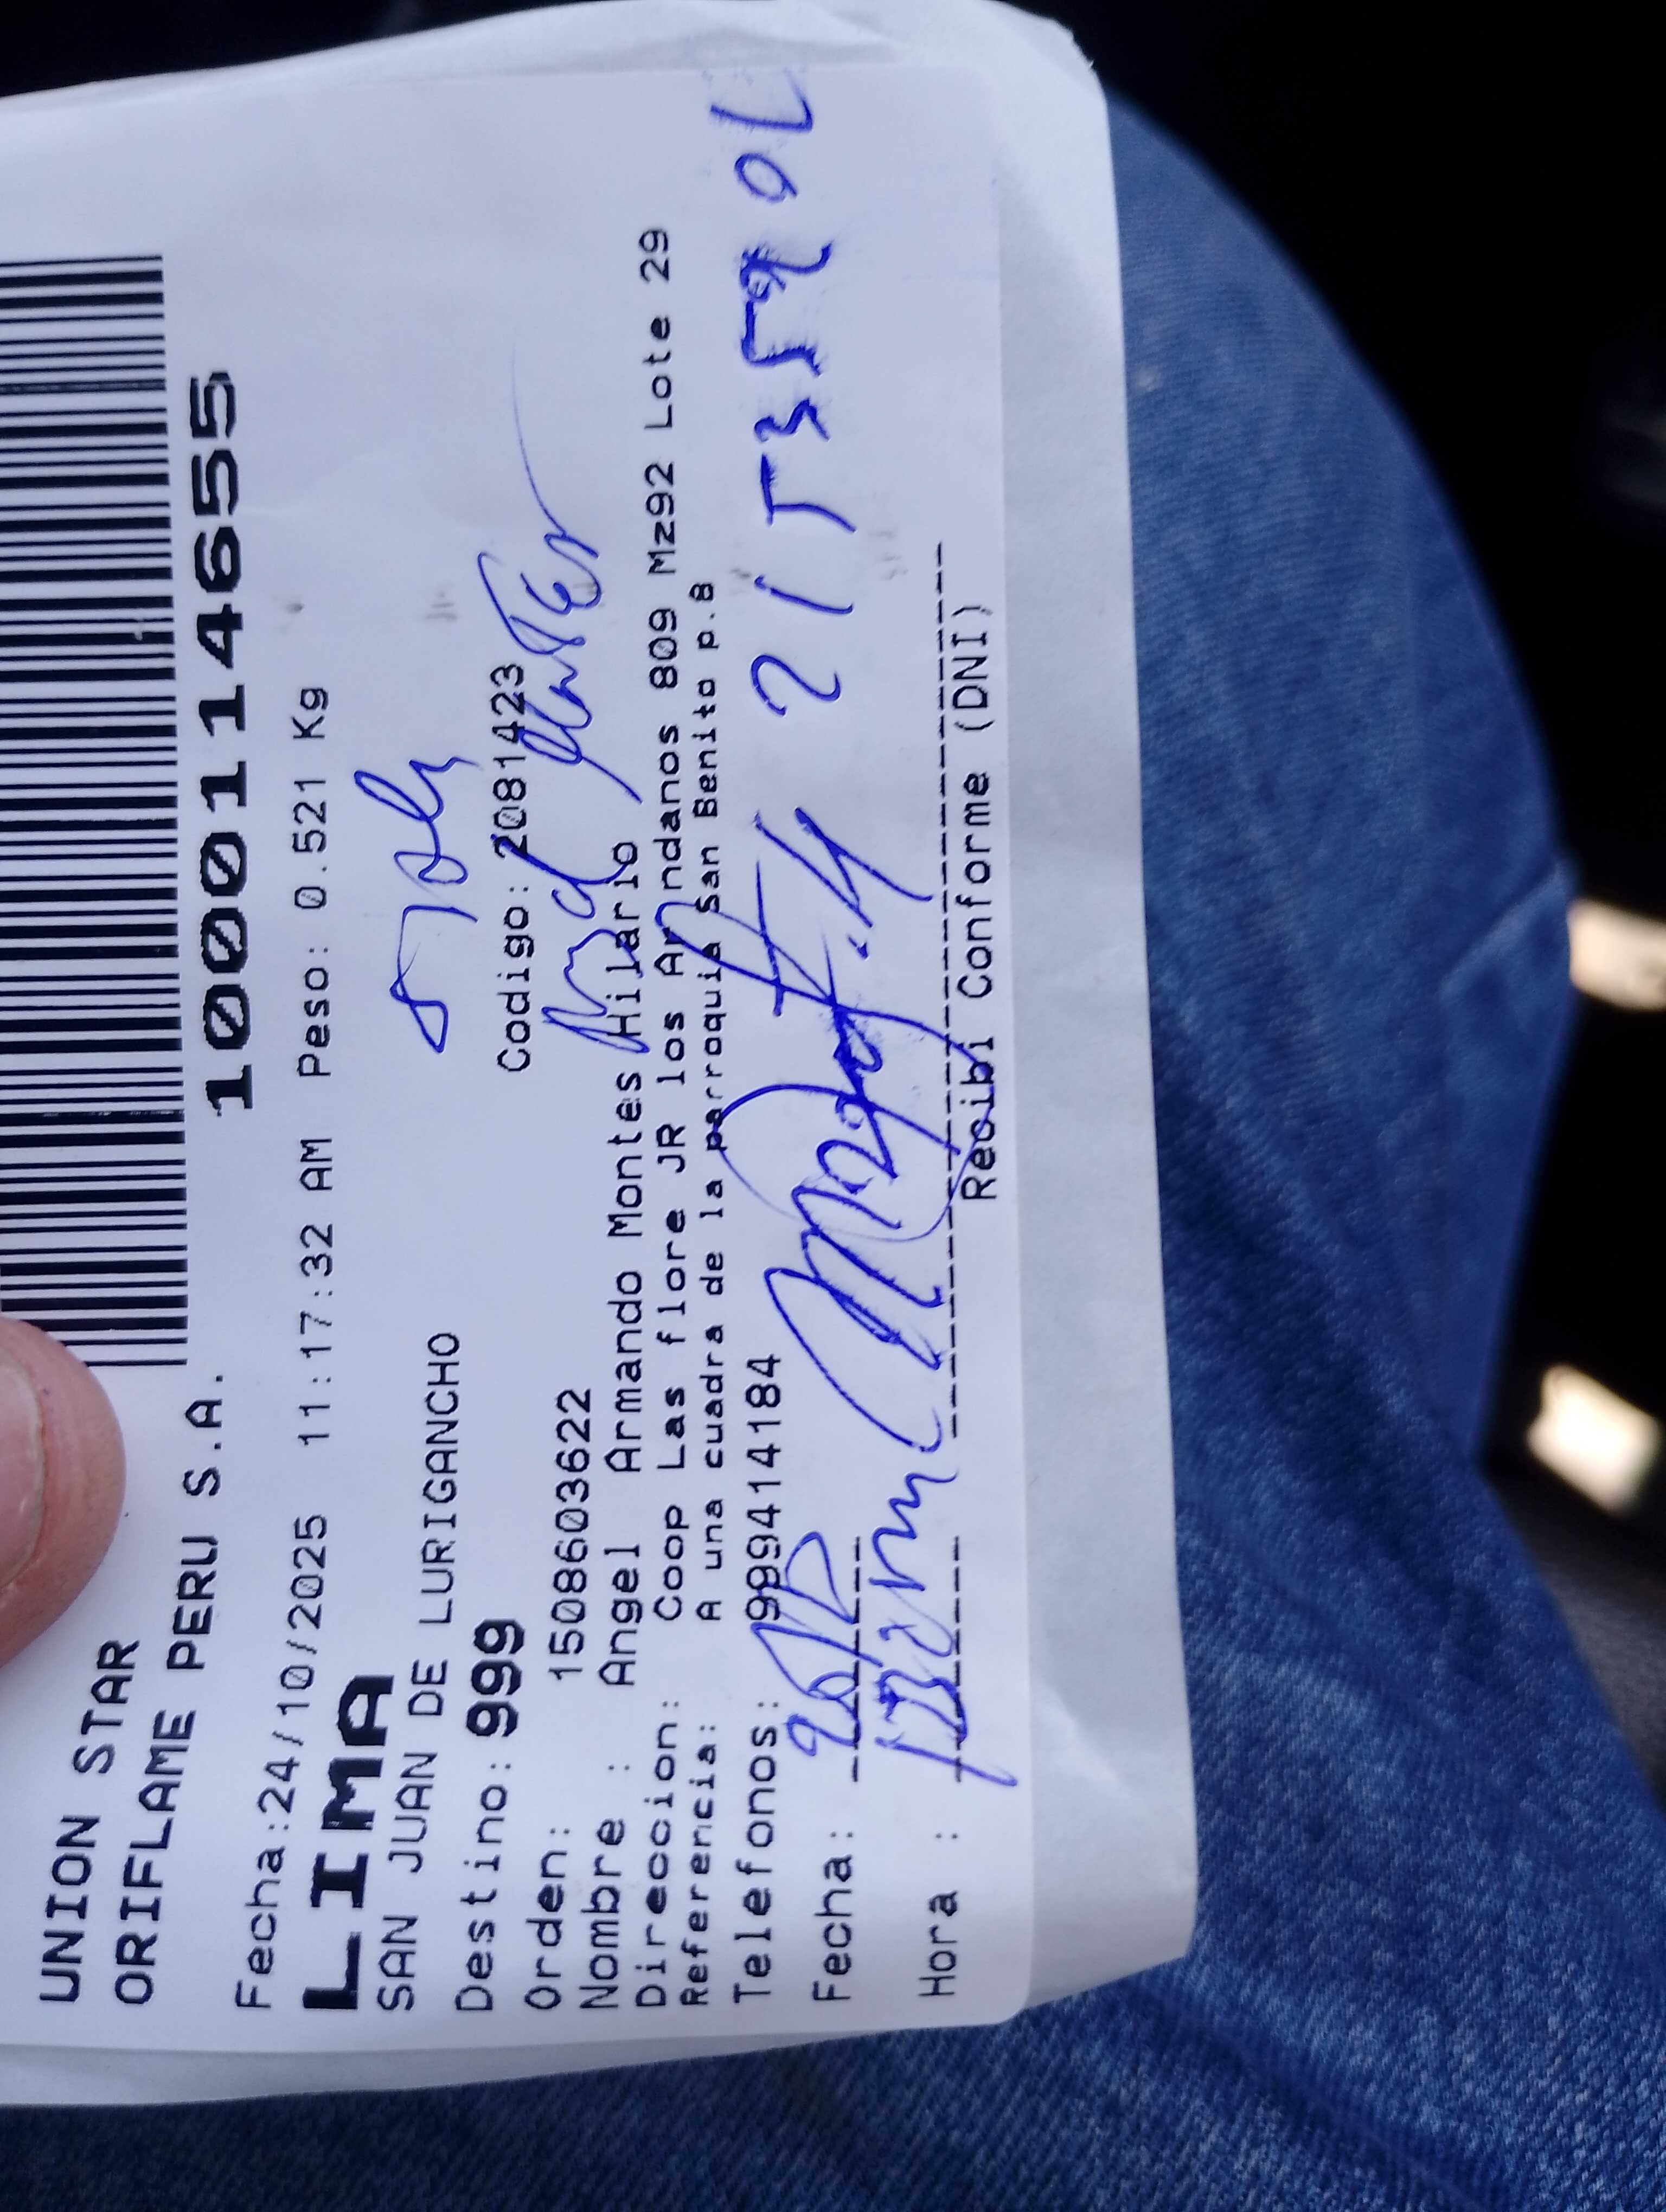 UNION STAR
ORIFLAME PERU S.A.
10001114655
Fecha:24/10/2025 11:17:32 AM Peso: 0.521 Kg
LIMA
SAN JUAN DE LURIGANCHO
Destino: 999
Codigo: 2081423
Orden: 1508603622
Nombre : Angel Armando Montes Hilario
Direccion: Coop Las flore JR los Arandanos 809 Mz92 Lote 29
Referencia: A una cuadra de la parroquia San Benito p.8
Telefonos: 999414184
Fecha:
Hora :
Recibi Conforme (DNI)